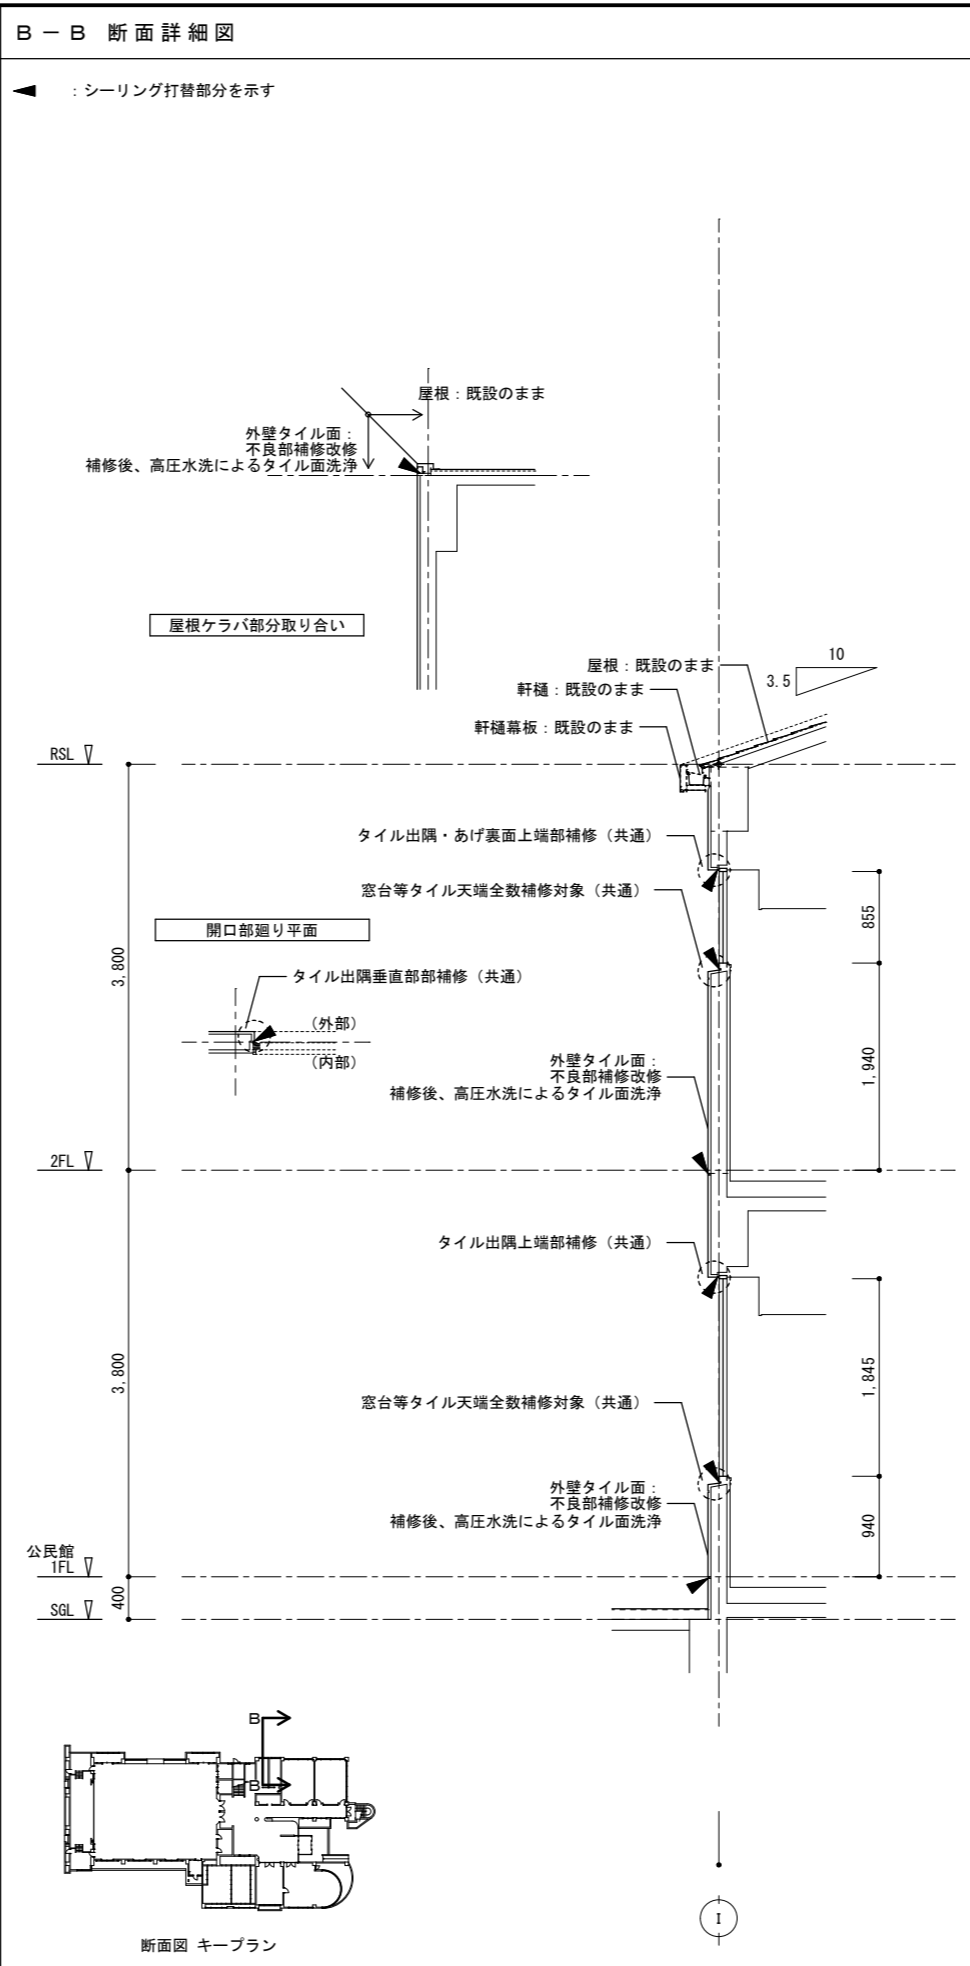 B － B 断面詳細図
：シーリング打替部分を示す
屋根：既設のまま
外壁タイル面：
不良部補修改修
補修後、高圧水洗によるタイル面洗浄
屋根ケラバ部分取り合い
10
3.5
屋根：既設のまま
軒樋：既設のまま
軒樋幕板：既設のまま
RSL
タイル出隅・あげ裏面上端部補修（共通）
窓台等タイル天端全数補修対象（共通）
855
開口部廻り平面
3,800
タイル出隅垂直部部補修（共通）
（外部）
（内部）
外壁タイル面：
不良部補修改修
補修後、高圧水洗によるタイル面洗浄
1,940
2FL
タイル出隅上端部補修（共通）
3,800
1,845
窓台等タイル天端全数補修対象（共通）
外壁タイル面：
不良部補修改修
補修後、高圧水洗によるタイル面洗浄
940
公民館
1FL
400
SGL
B
B
断面図 キープラン
I